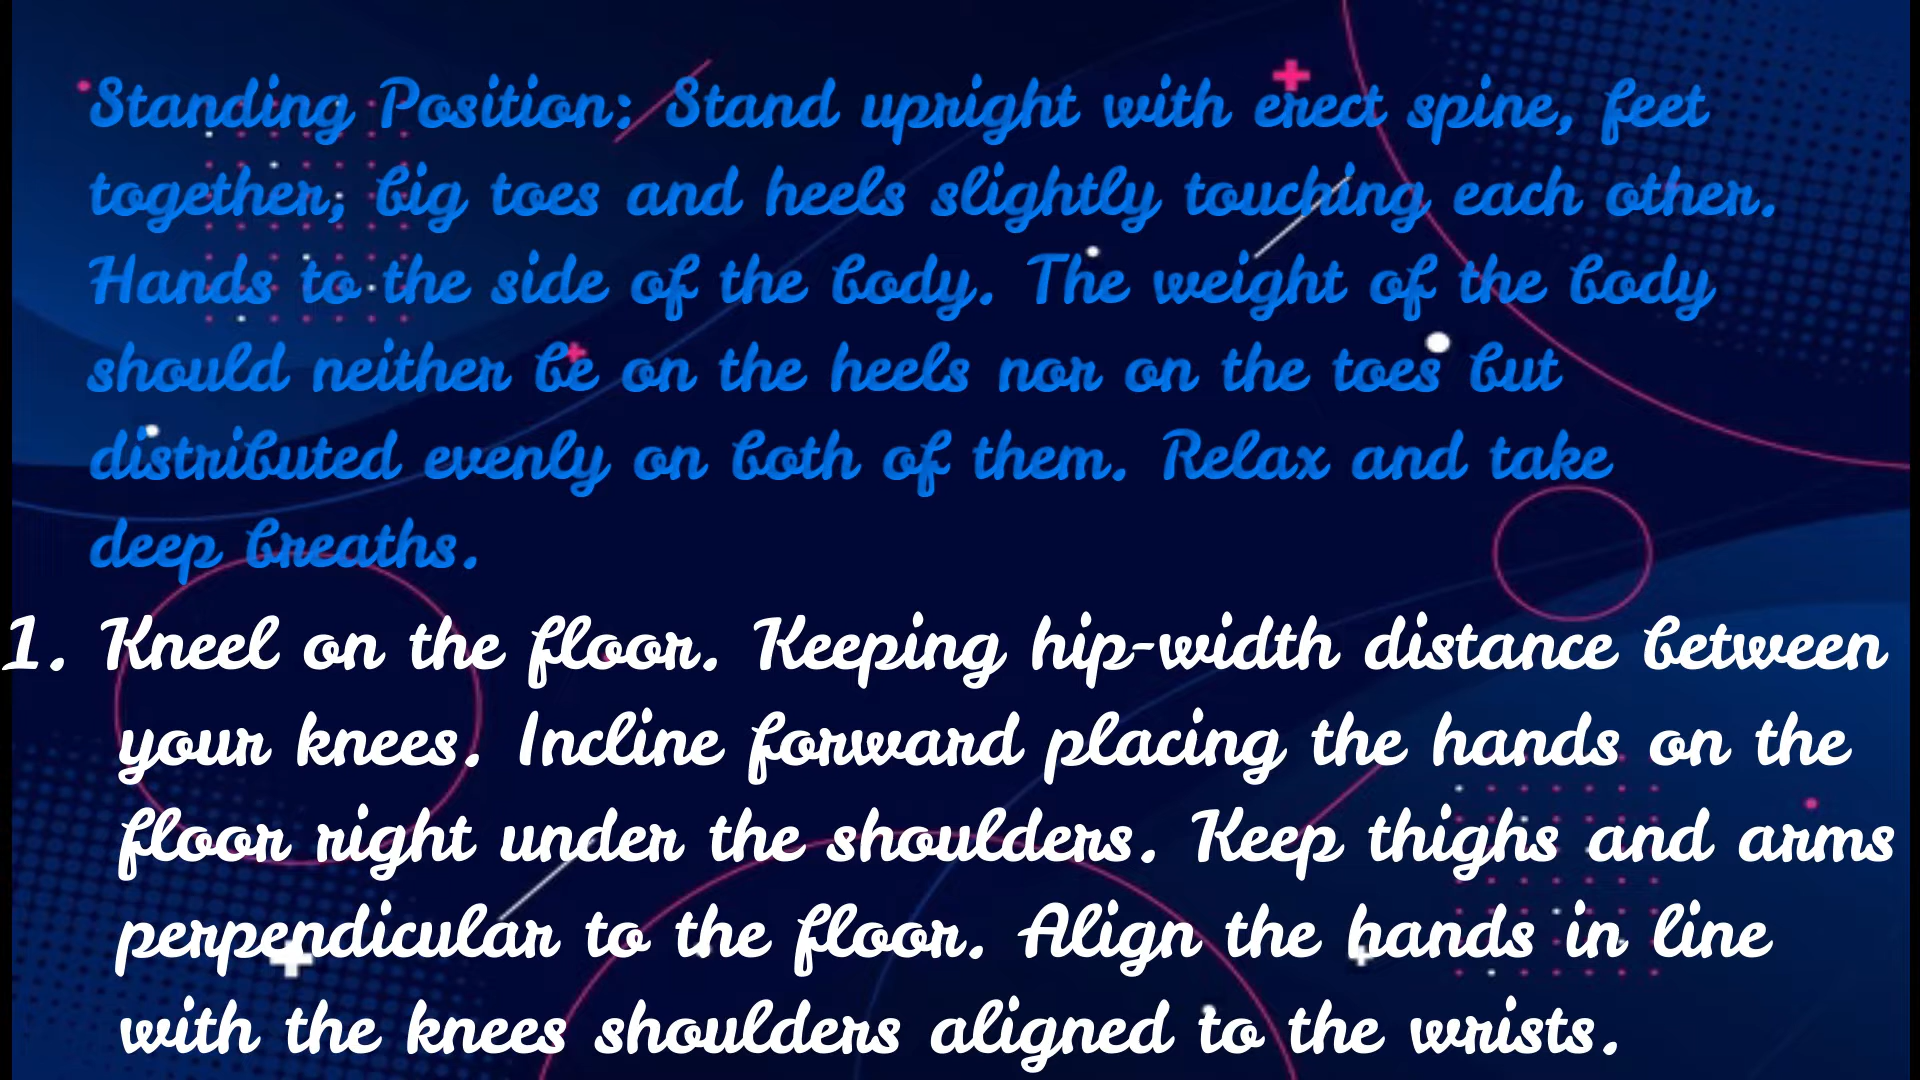 Standing Position: Stand upright with erect spine, feet
together; big toes and heels slightly touching each other.
Hands to the side of the body. The weight of the body
should neither be on the heels nor on the toes but
distributed evenly on both of them. Relax and take
deep breaths.
1. Kneel on the floor. Keeping hip-width distance between
your knees. Incline forward placing the hands on the
floor right under the shoulders. Keep thighs and arms
perpendicular to the floor. Align the hands in line
with the knees shoulders aligned to the wrists.